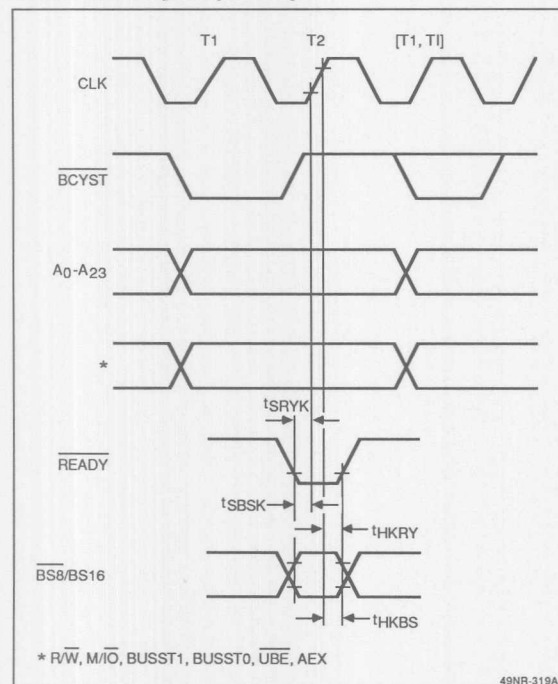 T1 T2 [T1, TI]
CLK
BCYST
A0-A23
*
tSRYK
READY
tSBSK
tHKRY
BS8/BS16
tHKBS
* R/W, M/IO, BUSST1, BUSST0, UBE, AEX
49NR-319A